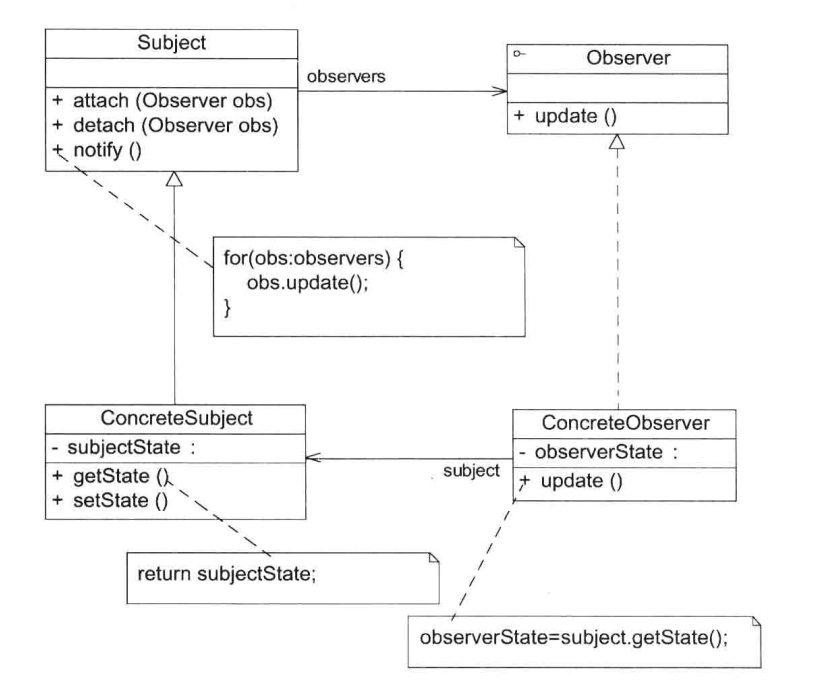 Subject
+ attach (Observer obs)
+ detach (Observer obs)
+ notify ()
observers
Observer
+ update ()
for(obs:observers) {
obs.update();
}
ConcreteSubject
- subjectState :
+ getState ()
+ setState ()
subject
ConcreteObserver
- observerState :
+ update ()
return subjectState;
observerState=subject.getState();